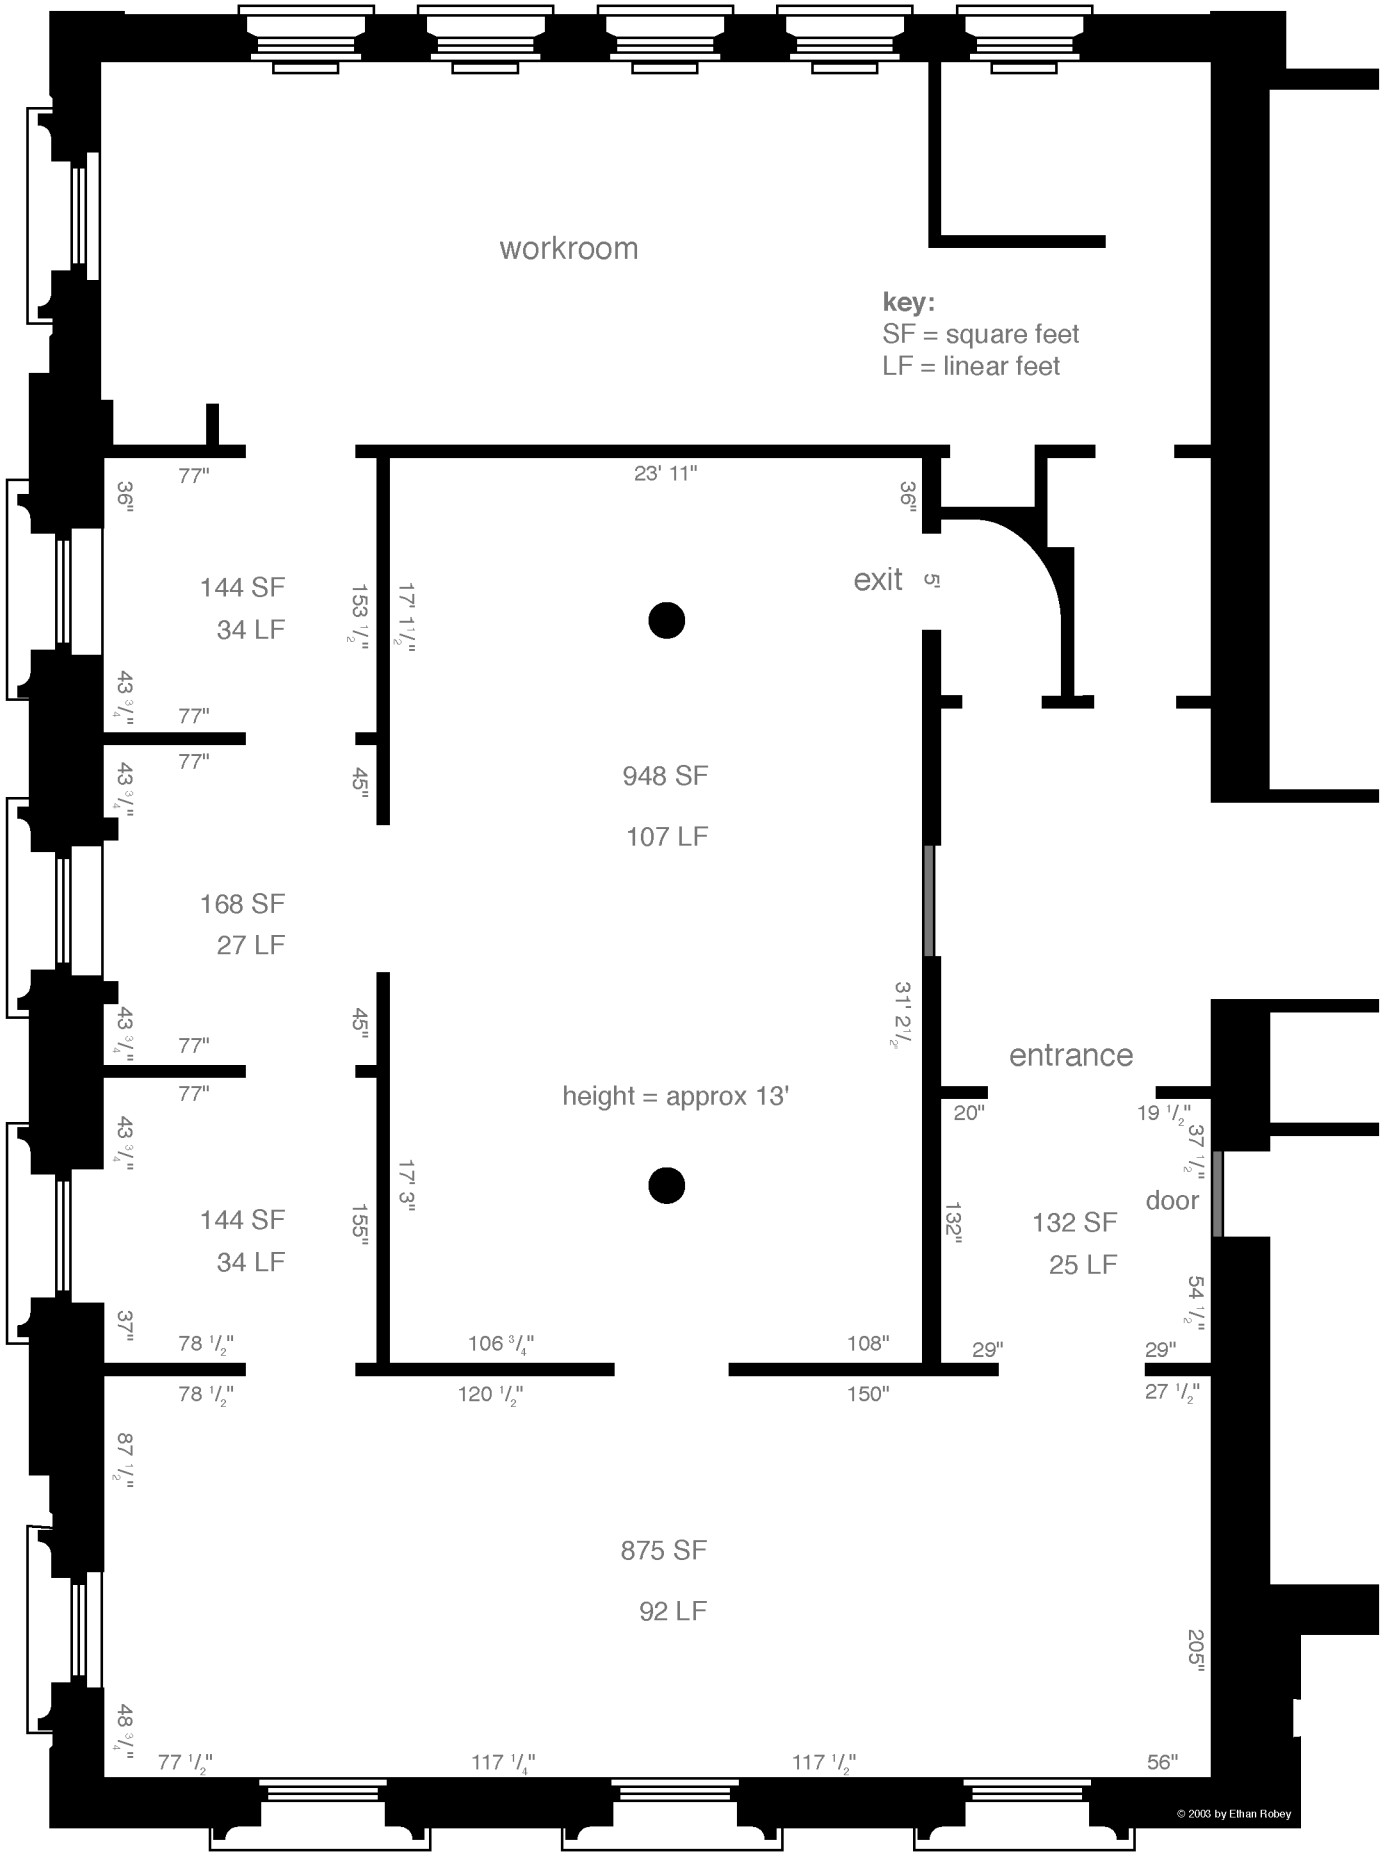 workroom
key:
SF = square feet
LF = linear feet
77"
23' 11"
36"
36"
exit
5'
144 SF
34 LF
153 1/2"
17' 1 1/2"
43 3/4"
77"
77"
43 3/4"
45"
948 SF
107 LF
168 SF
27 LF
31' 2 1/2"
43 3/4"
77"
45"
entrance
77"
height = approx 13'
20"
19 1/2"
43 3/4"
37 1/2"
17' 3"
door
144 SF
34 LF
155"
132"
132 SF
25 LF
54 1/2"
37"
78 1/2"
106 3/4"
108"
29"
29"
78 1/2"
120 1/2"
150"
27 1/2"
87 1/2"
875 SF
92 LF
205"
48 3/4"
77 1/2"
117 1/4"
117 1/2"
56"
© 2003 by Ethan Robey